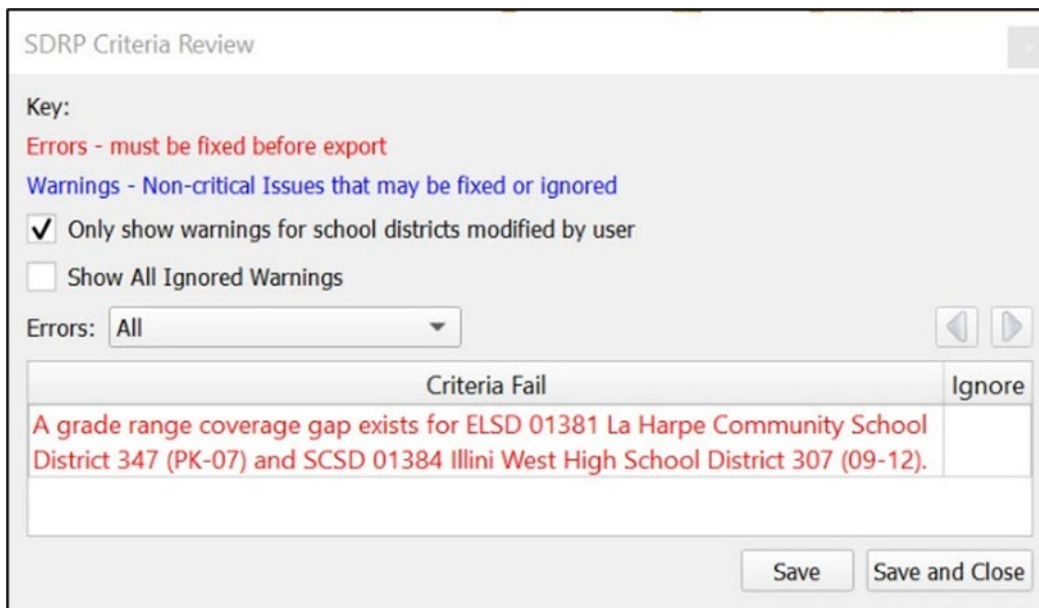 SDRP Criteria Review
Key:
Errors - must be fixed before export
Warnings - Non-critical Issues that may be fixed or ignored
Only show warnings for school districts modified by user
Show All Ignored Warnings
Errors: All
Criteria Fail Ignore
A grade range coverage gap exists for ELSD 01381 La Harpe Community School
District 347 (PK-07) and SCSD 01384 Illini West High School District 307 (09-12).
Save Save and Close